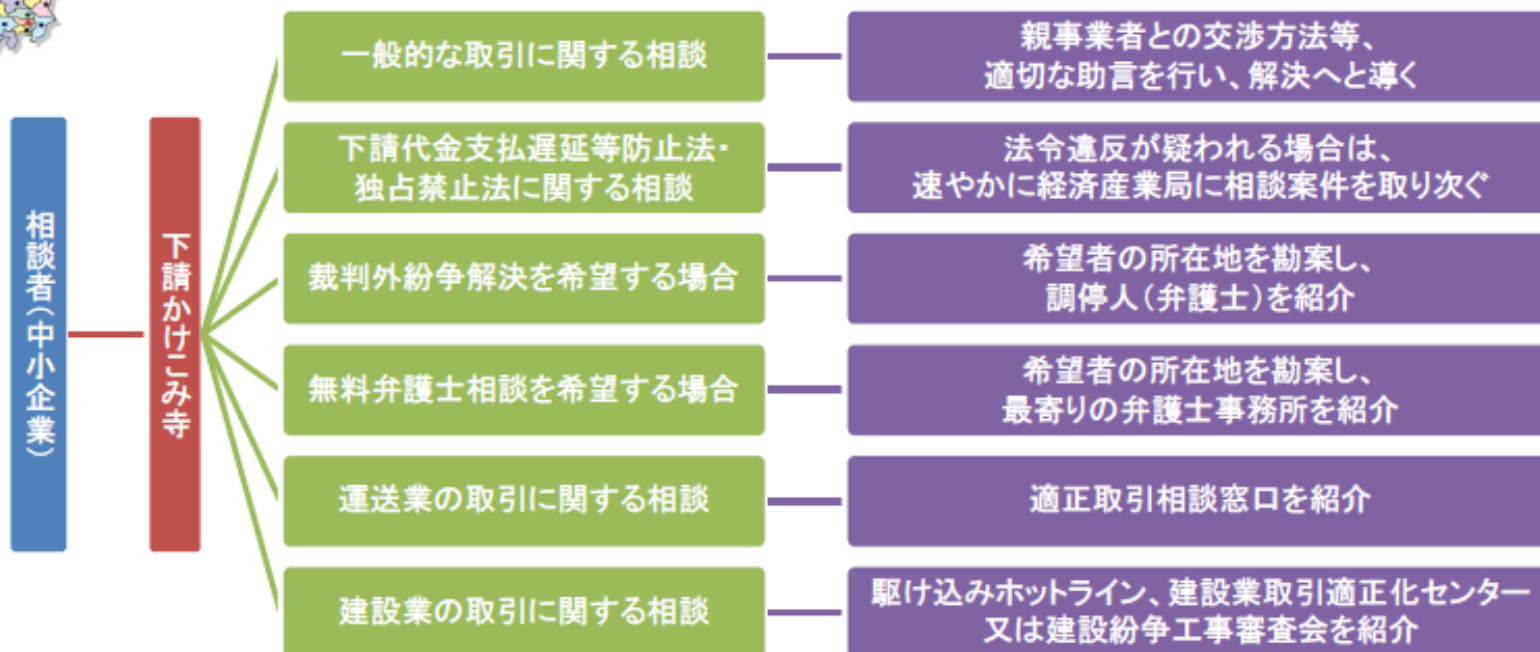 相談者(中小企業)
下請かけこみ寺
一般的な取引に関する相談
親事業者との交渉方法等、
適切な助言を行い、解決へと導く
下請代金支払遅延等防止法・
独占禁止法に関する相談
法令違反が疑われる場合は、
速やかに経済産業局に相談案件を取り次ぐ
裁判外紛争解決を希望する場合
希望者の所在地を勘案し、
調停人(弁護士)を紹介
無料弁護士相談を希望する場合
希望者の所在地を勘案し、
最寄りの弁護士事務所を紹介
運送業の取引に関する相談
適正取引相談窓口を紹介
建設業の取引に関する相談
駆け込みホットライン、建設業取引適正化センター
又は建設紛争工事審査会を紹介